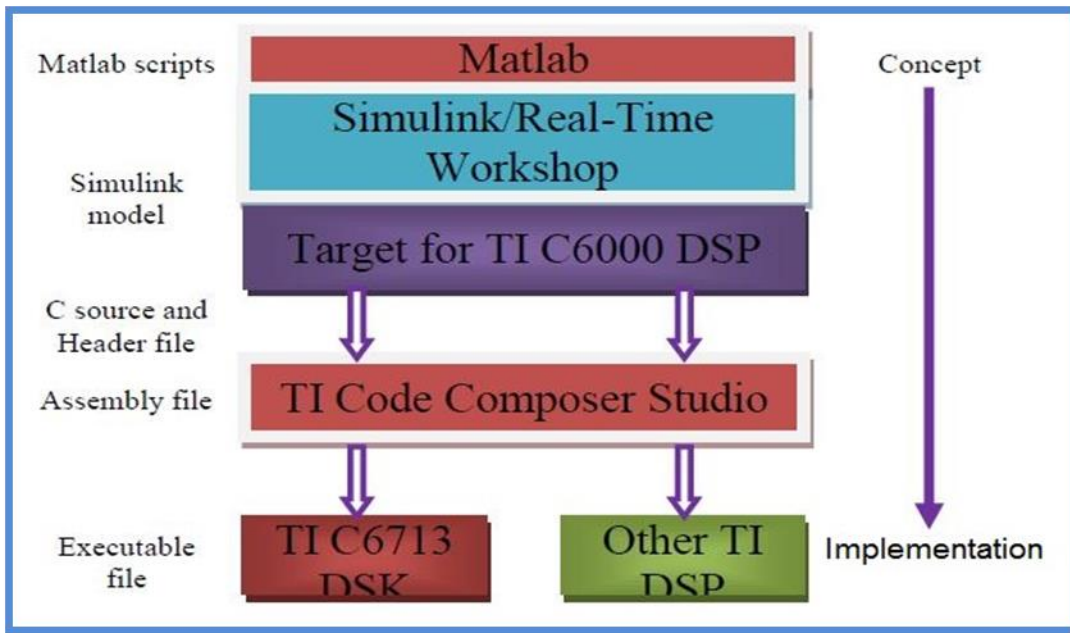 Matlab scripts
Matlab
Concept
Simulink/Real-Time
Workshop
Simulink
model
Target for TI C6000 DSP
C source and
Header file
Assembly file
TI Code Composer Studio
Executable
file
TI C6713
DSK
Other TI
DSP
Implementation